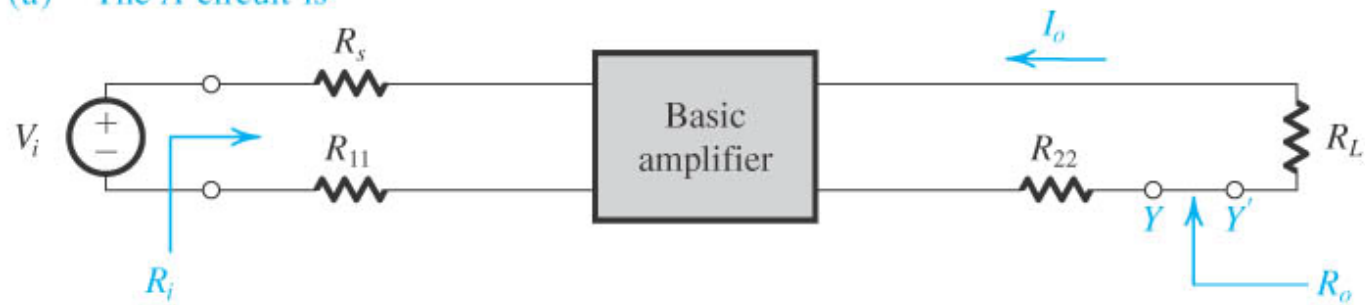 (a) The A circuit is
I_o
R_s
V_i
+
−
R_11
Basic
amplifier
R_22
R_L
Y
Y'
R_i
R_o